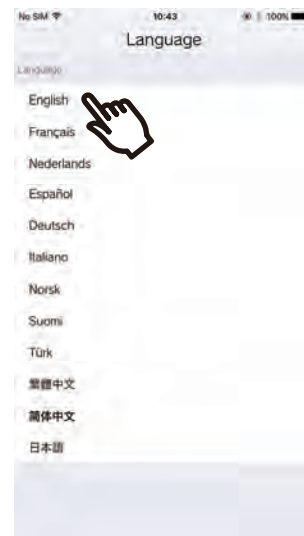 No SIM 10:43 100%
Language
Language
English
Français
Nederlands
Español
Deutsch
Italiano
Norsk
Suomi
Türk
繁體中文
简体中文
日本語